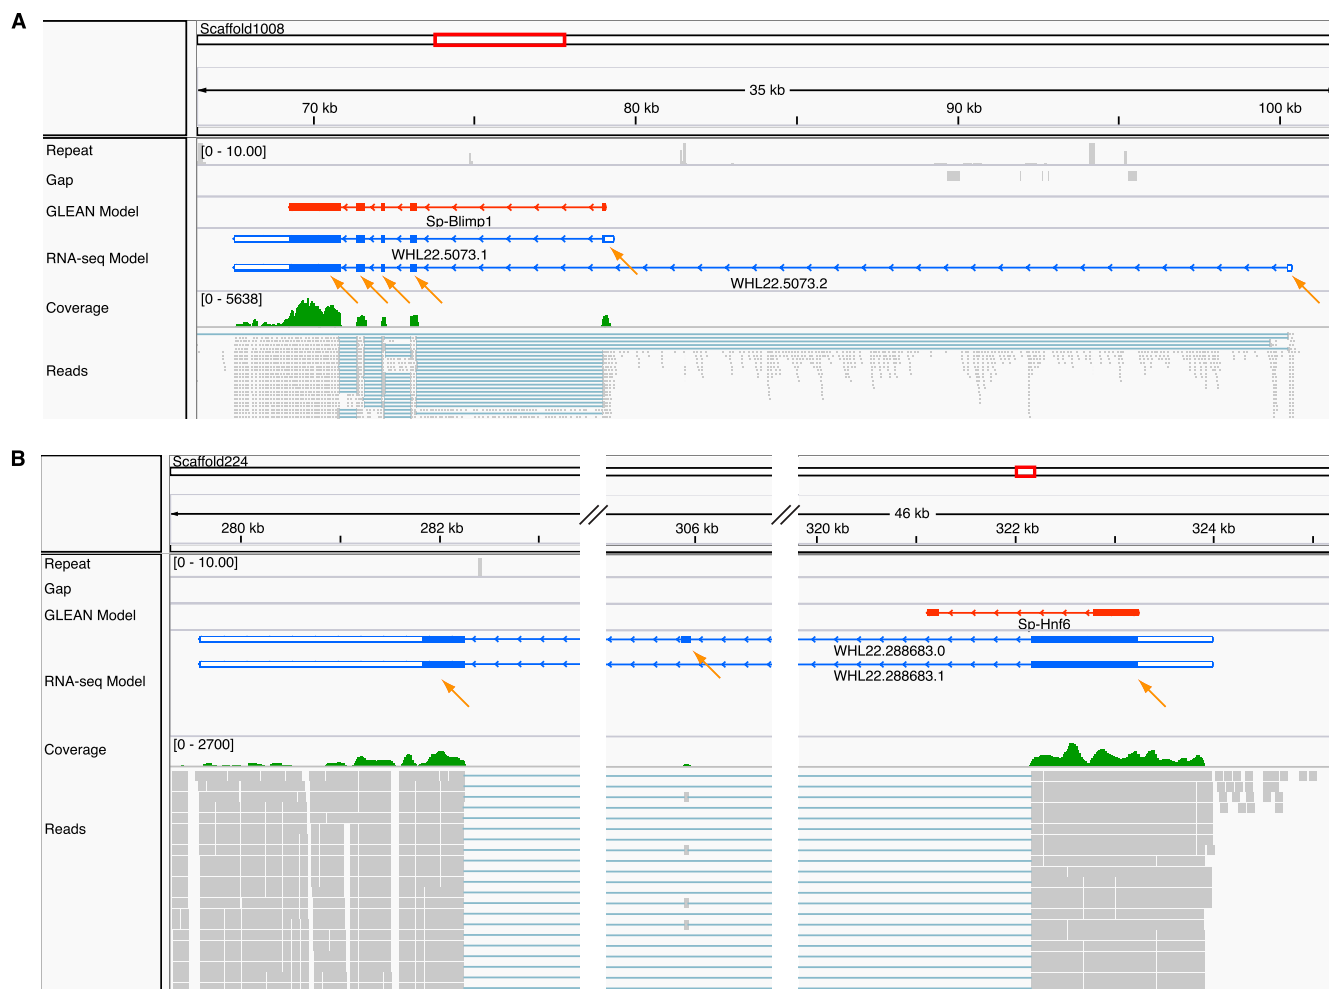 A
Scaffold1008
35 kb
70 kb 80 kb 90 kb 100 kb
Repeat [0 - 10.00]
Gap
GLEAN Model
Sp-Blimp1
RNA-seq Model
WHL22.5073.1
WHL22.5073.2
Coverage [0 - 5638]
Reads
B
Scaffold224
46 kb
280 kb 282 kb 306 kb 320 kb 322 kb 324 kb
Repeat [0 - 10.00]
Gap
GLEAN Model
Sp-Hnf6
WHL22.288683.0
WHL22.288683.1
RNA-seq Model
Coverage [0 - 2700]
Reads